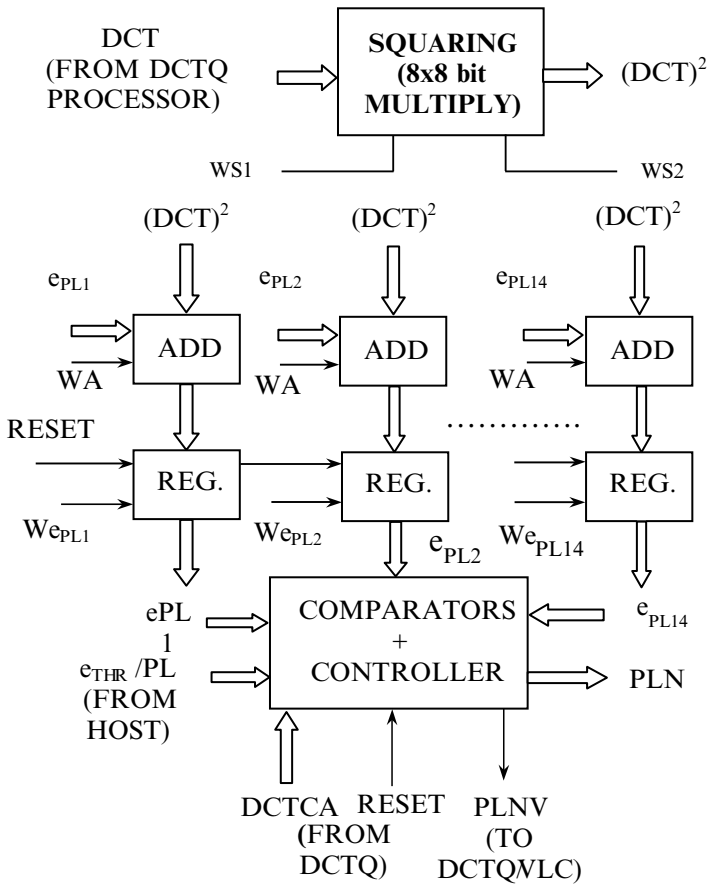 DCT
(FROM DCTQ
PROCESSOR)
SQUARING
(8x8 bit
MULTIPLY)
(DCT)²
WS1
WS2
(DCT)²
(DCT)²
(DCT)²
ePL1
ePL2
ePL14
ADD
ADD
ADD
WA
WA
WA
RESET
.............
REG.
REG.
REG.
WePL1
WePL2
WePL14
ePL2
ePL
1
COMPARATORS
+
CONTROLLER
ePL14
eTHR /PL
(FROM
HOST)
PLN
DCTCA
(FROM
DCTQ)
RESET
PLNV
(TO
DCTQ/VLC)